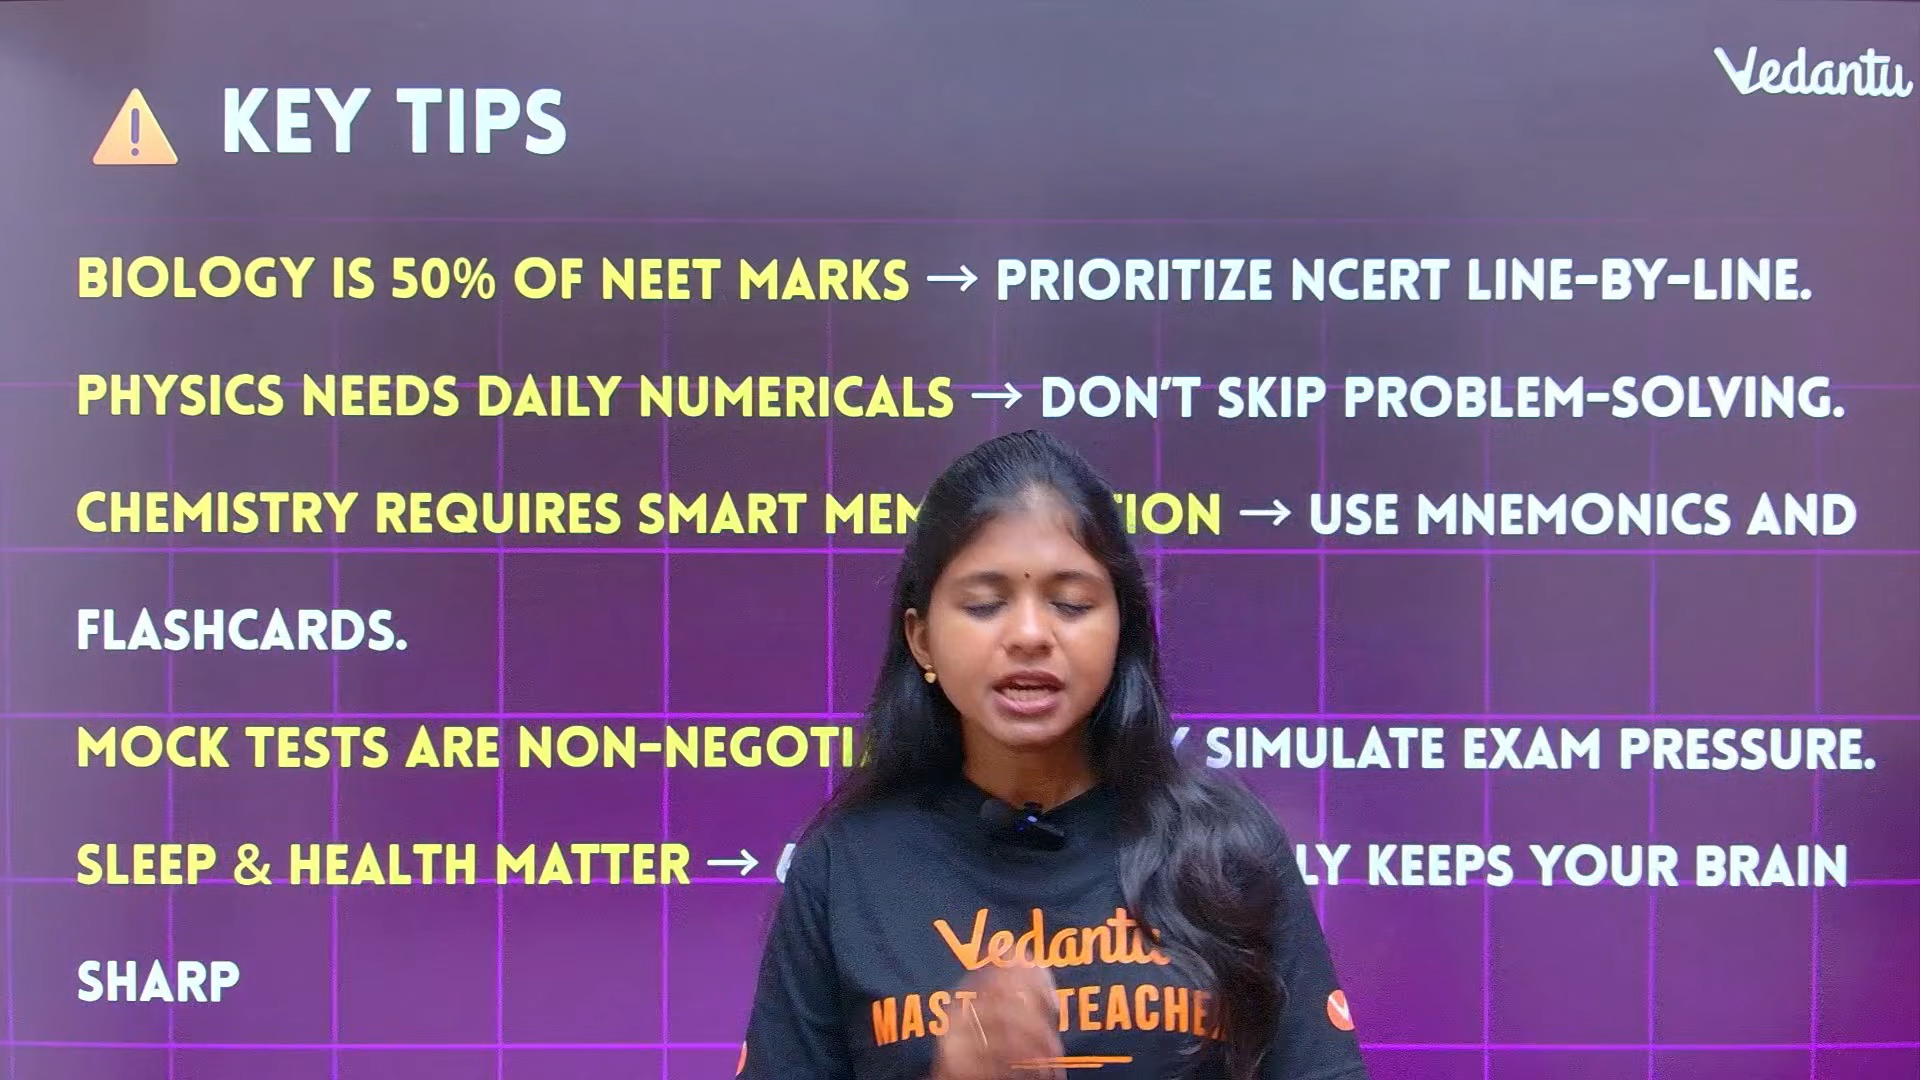 Vedantu
KEY TIPS
BIOLOGY IS 50% OF NEET MARKS → PRIORITIZE NCERT LINE-BY-LINE.
PHYSICS NEEDS DAILY NUMERICALS → DON'T SKIP PROBLEM-SOLVING.
CHEMISTRY REQUIRES SMART → USE MNEMONICS AND
FLASHCARDS.
MOCK TESTS ARE SIMULATE EXAM PRESSURE.
SLEEP & HEALTH MATTER → KEEPS YOUR BRAIN
SHARP
Vedantu